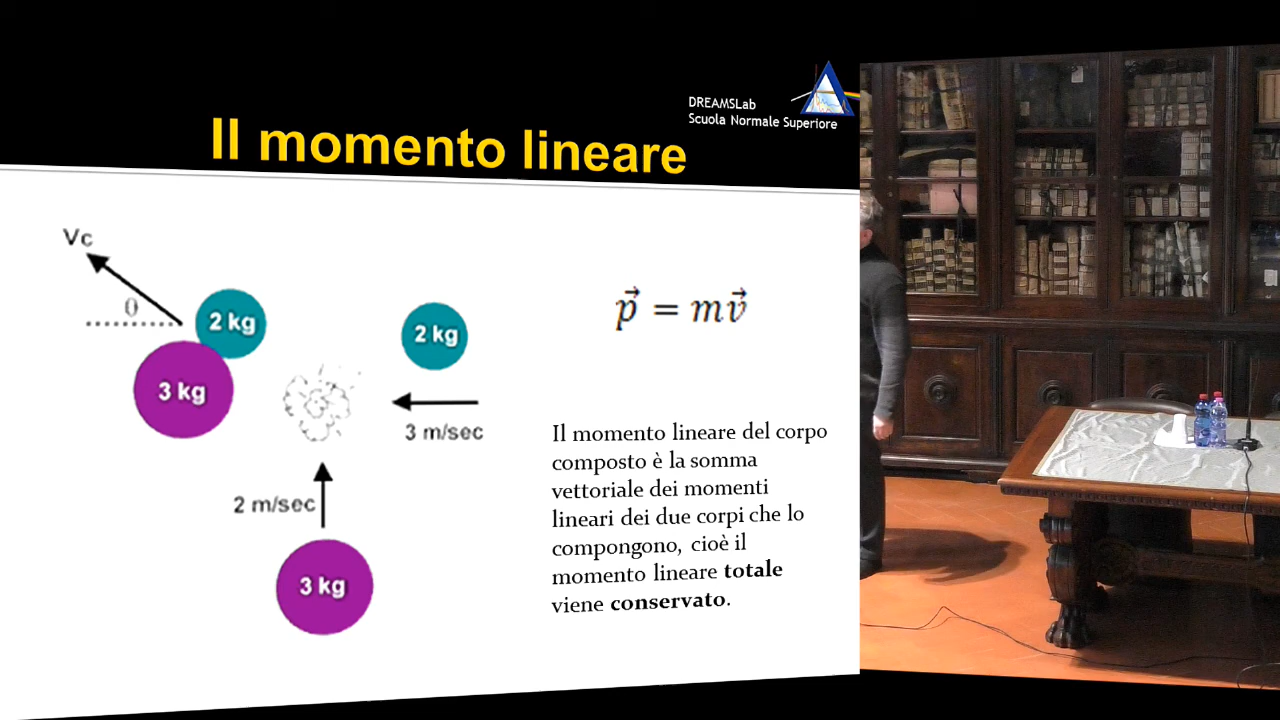 DREAMSLab
Scuola Normale Superiore
Il momento lineare
Vc
θ
2 kg
3 kg
2 kg
3 m/sec
2 m/sec
3 kg
p⃗ = mv⃗
Il momento lineare del corpo
composto è la somma
vettoriale dei momenti
lineari dei due corpi che lo
compongono, cioè il
momento lineare totale
viene conservato.